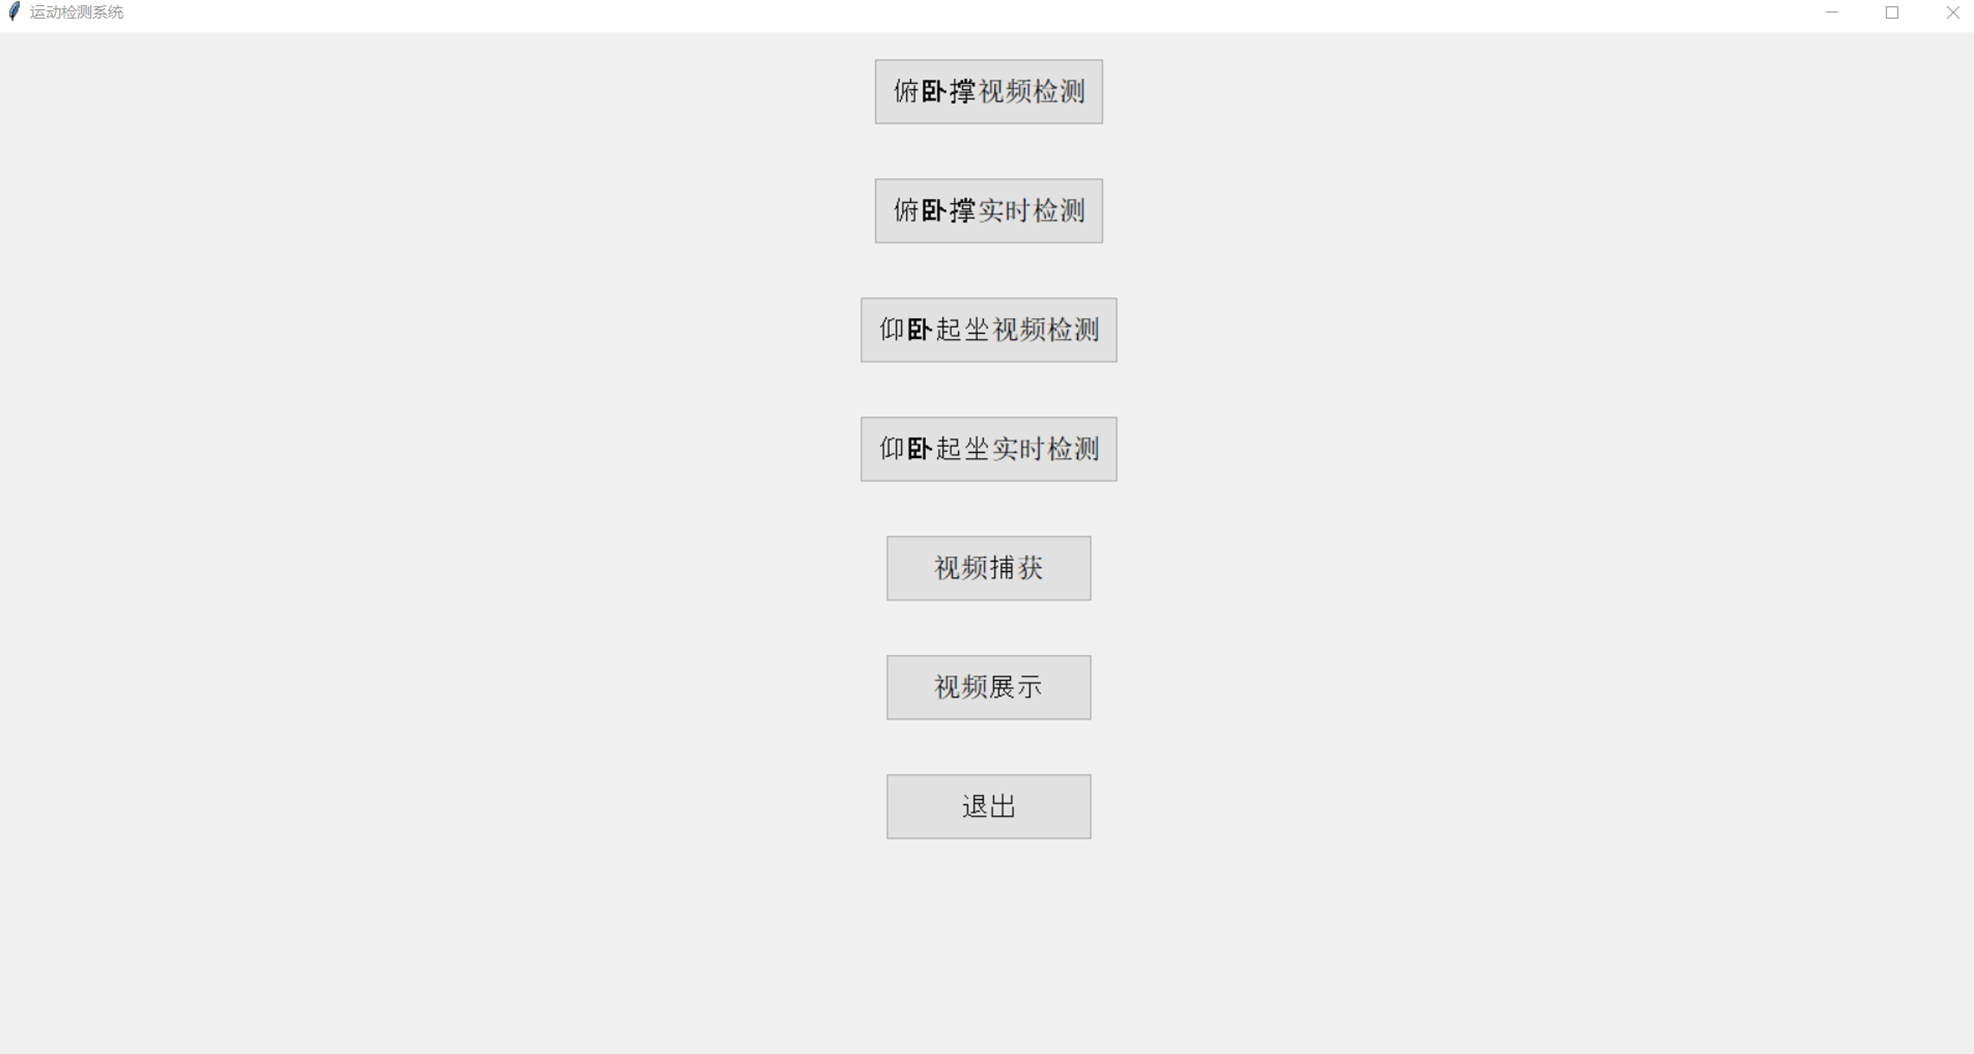 运动检测系统
俯卧撑视频检测
俯卧撑实时检测
仰卧起坐视频检测
仰卧起坐实时检测
视频捕获
视频展示
退出